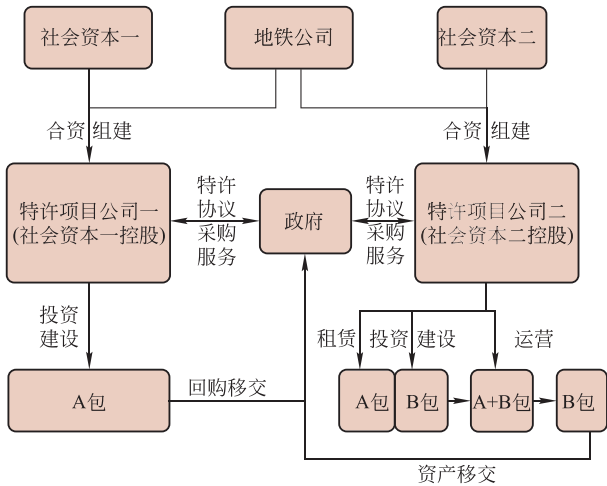 社会资本一
地铁公司
社会资本二
合资 组建
合资 组建
特许项目公司一
(社会资本一控股)
特许
协议
采购
服务
政府
特许
协议
采购
服务
特许项目公司二
(社会资本二控股)
投资
建设
租赁
投资 建设
运营
A包
回购移交
A包
B包
A+B包
B包
资产移交